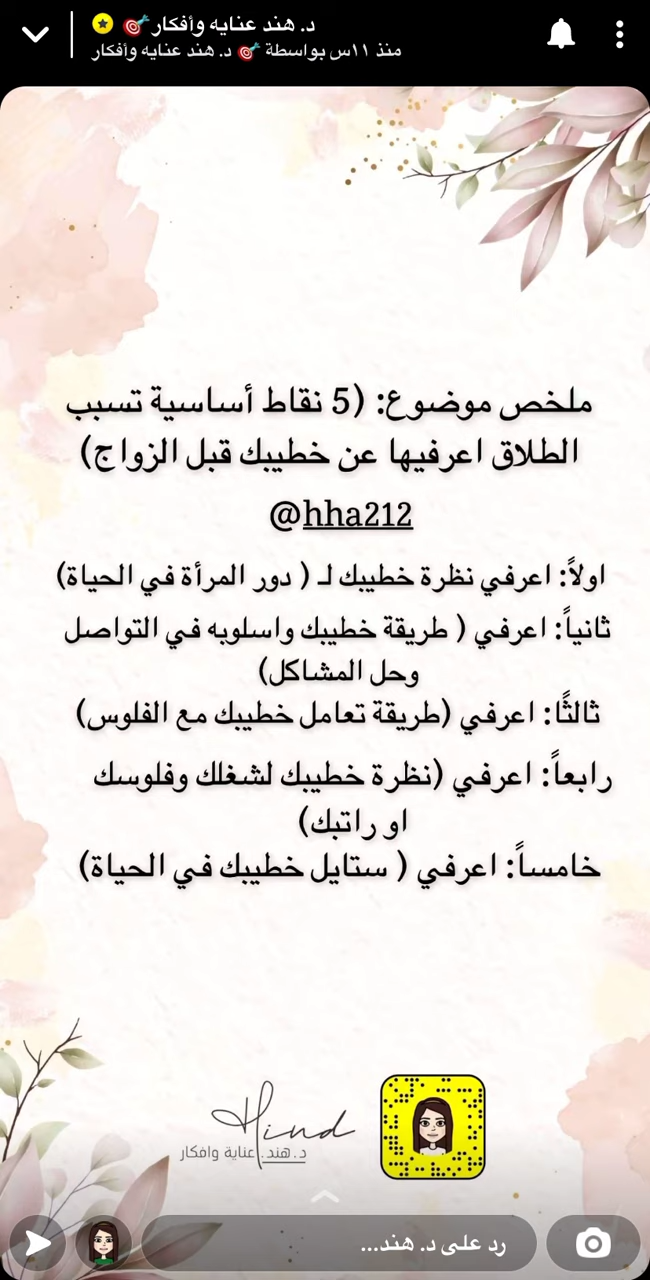 د. هند عنايه وأفكار
منذ ١١س بواسطة د. هند عنايه وأفكار
ملخص موضوع: (5 نقاط أساسية تسبب
الطلاق اعرفيها عن خطيبك قبل الزواج)
@hha212
اولاً: اعرفي نظرة خطيبك لـ ( دور المرأة في الحياة)
ثانياً: اعرفي ( طريقة خطيبك واسلوبه في التواصل
وحل المشاكل)
ثالثًا: اعرفي (طريقة تعامل خطيبك مع الفلوس)
رابعاً: اعرفي (نظرة خطيبك لشغلك وفلوسك
او راتبك)
خامساً: اعرفي ( ستايل خطيبك في الحياة)
Hind
د.هند.عناية وافكار
رد على د. هند...